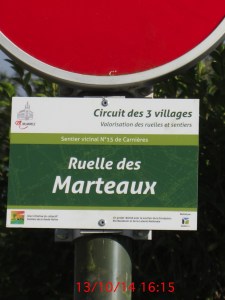 Circuit des 3 villages
Valorisation des ruelles et sentiers
Sentier vicinal N°15 de Carnières
Ruelle des
Marteaux
13/10/14 16:15